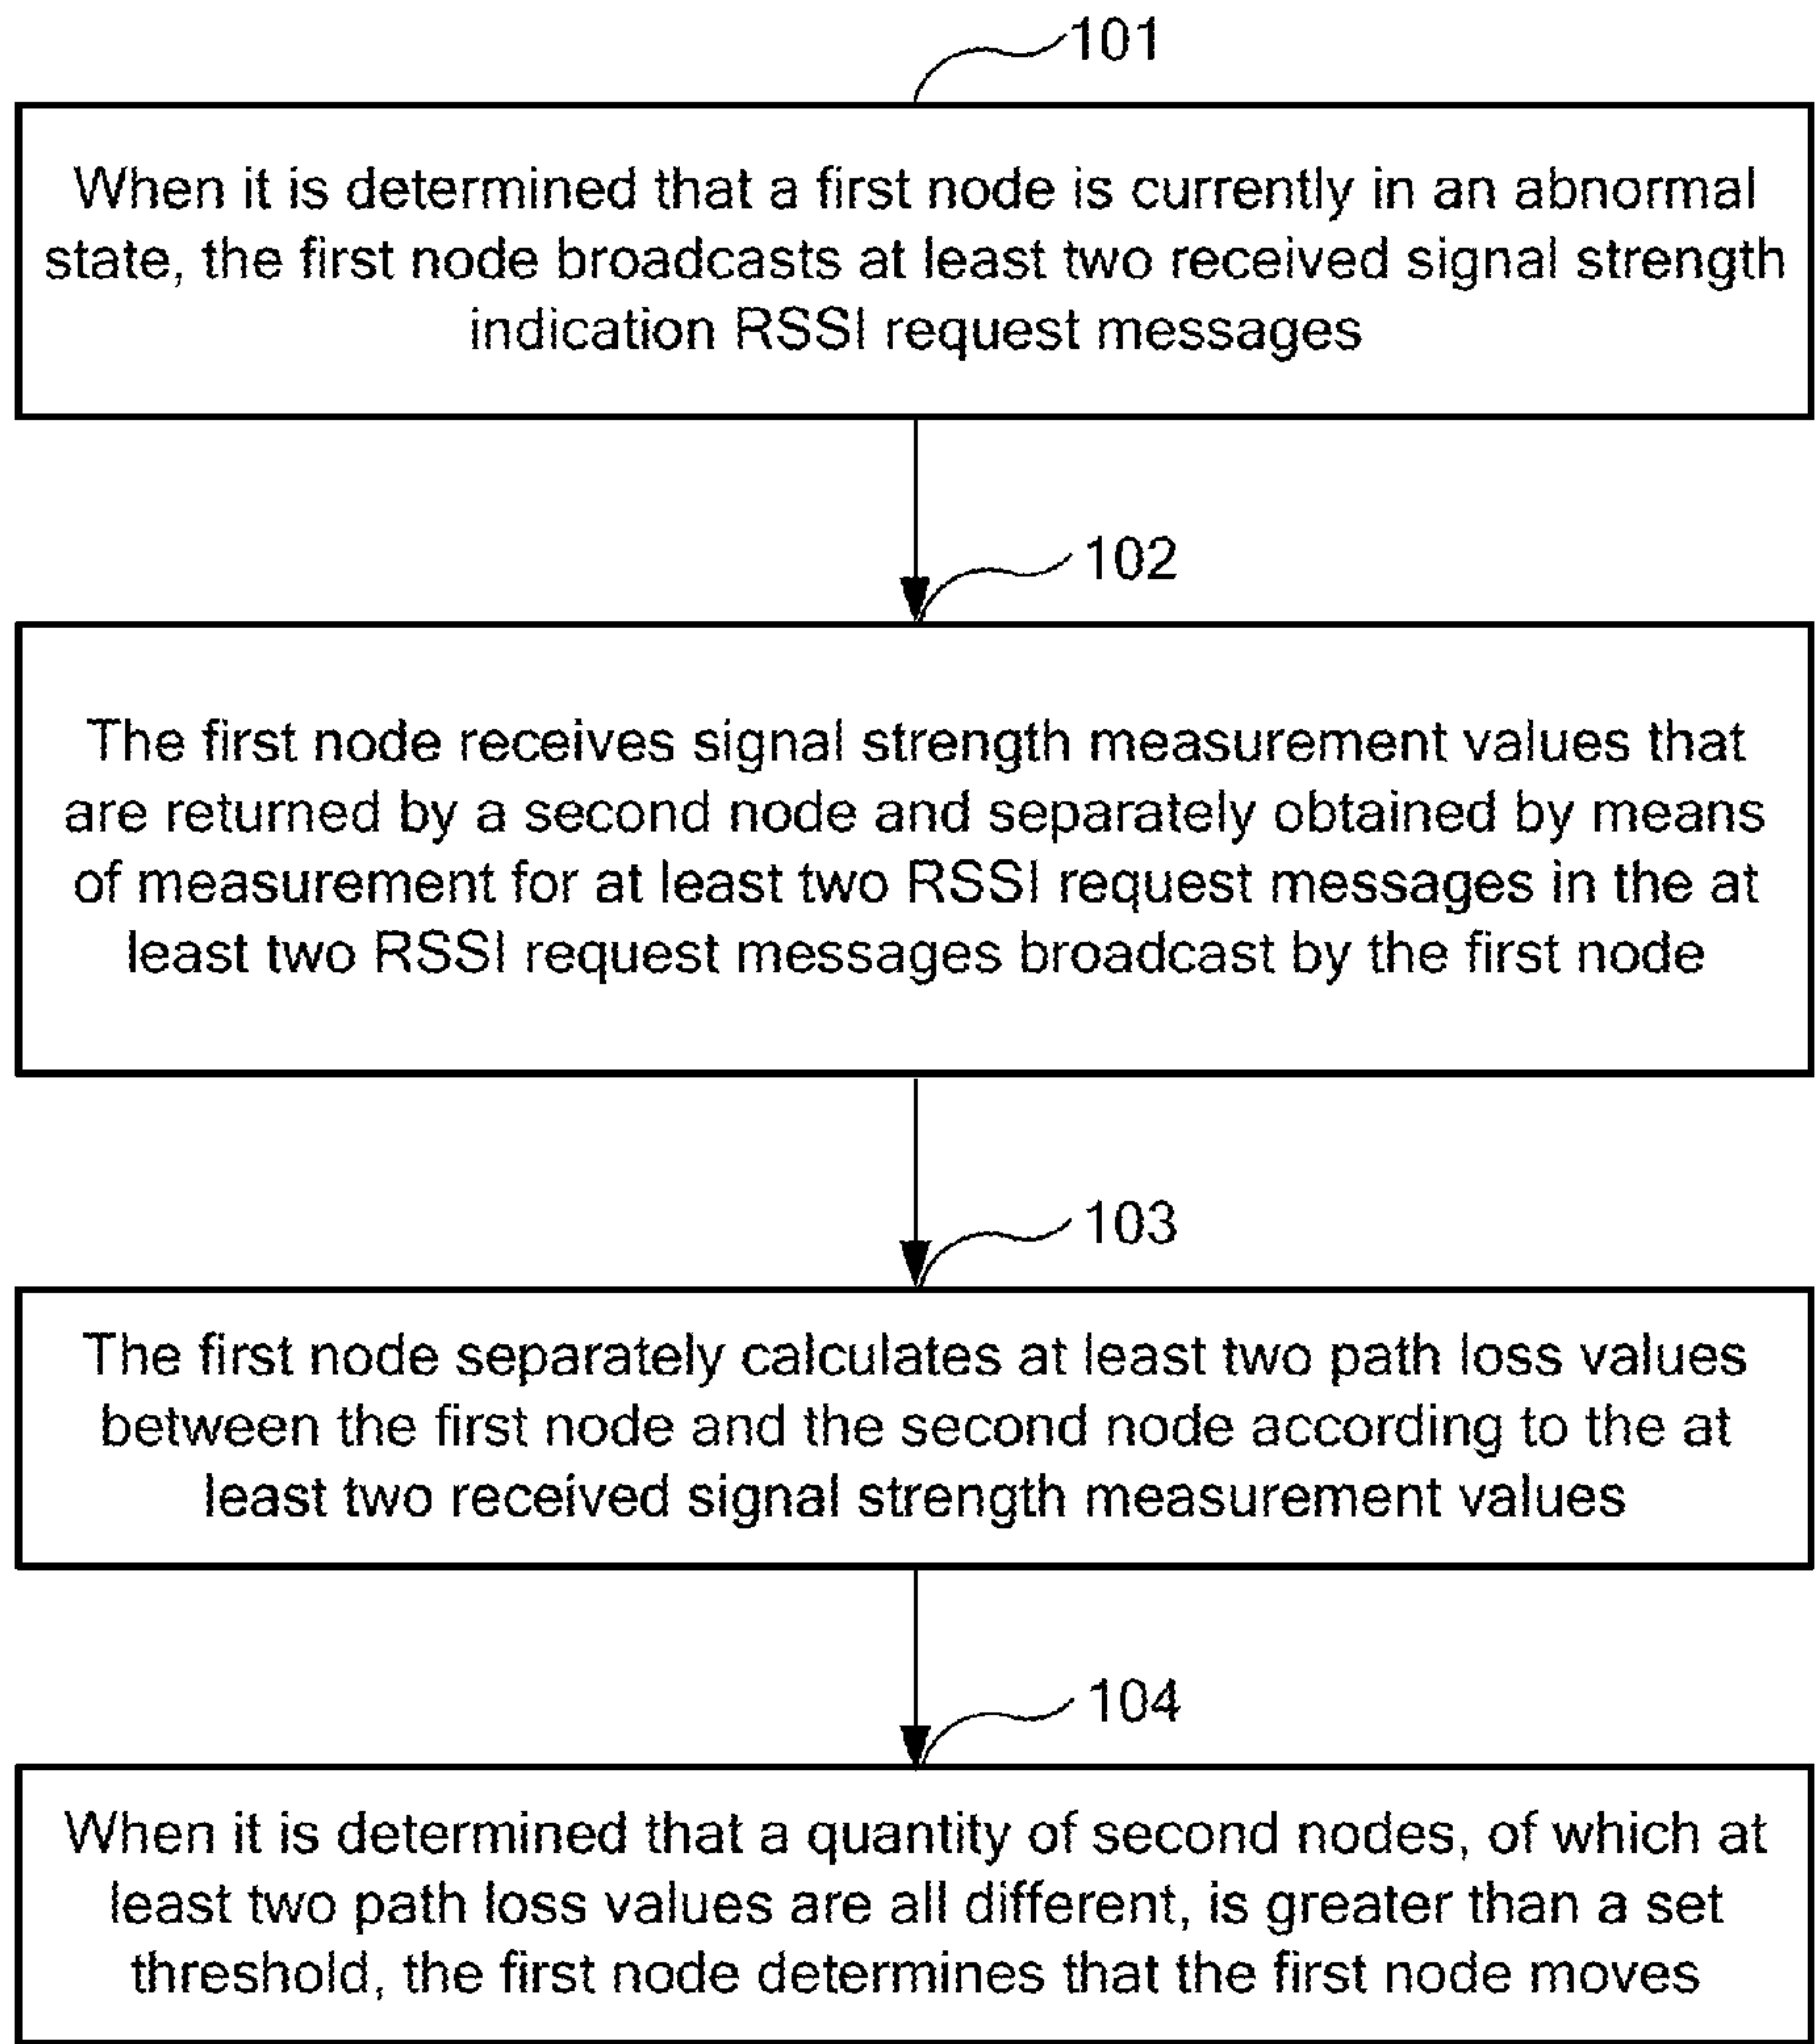 101
When it is determined that a first node is currently in an abnormal
state, the first node broadcasts at least two received signal strength
indication RSSI request messages
102
The first node receives signal strength measurement values that
are returned by a second node and separately obtained by means
of measurement for at least two RSSI request messages in the at
least two RSSI request messages broadcast by the first node
103
The first node separately calculates at least two path loss values
between the first node and the second node according to the at
least two received signal strength measurement values
104
When it is determined that a quantity of second nodes, of which at
least two path loss values are all different, is greater than a set
threshold, the first node determines that the first node moves